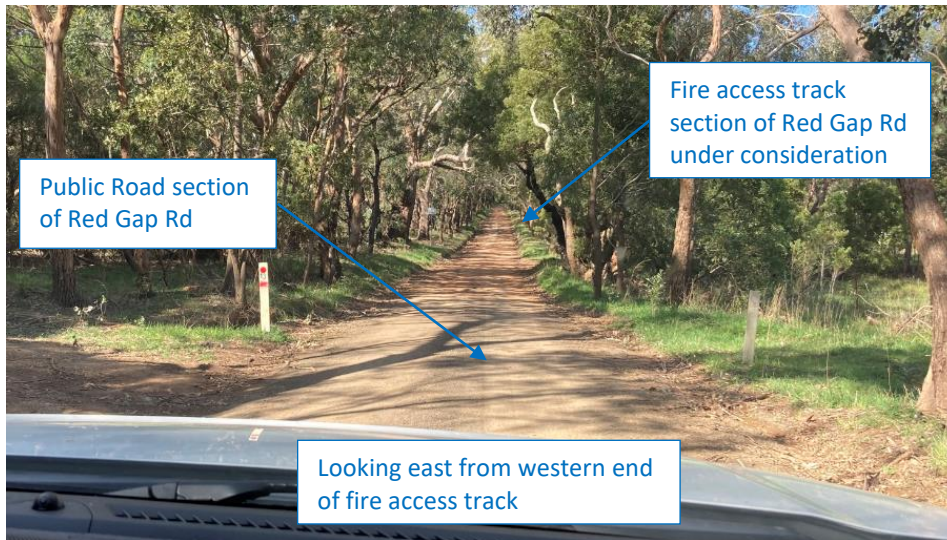 Fire access track
section of Red Gap Rd
under consideration
Public Road section
of Red Gap Rd
Looking east from western end
of fire access track